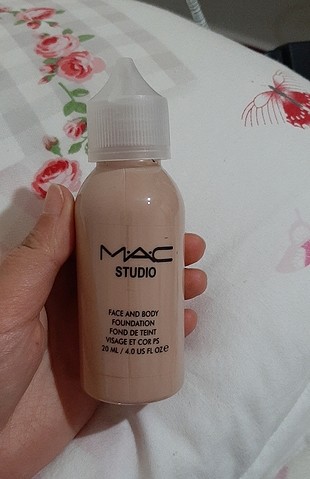 M·A·C
STUDIO
FACE AND BODY
FOUNDATION
FOND DE TEINT
VISAGE ET COR PS
20 ML / 4.0 US FL OZ ℮